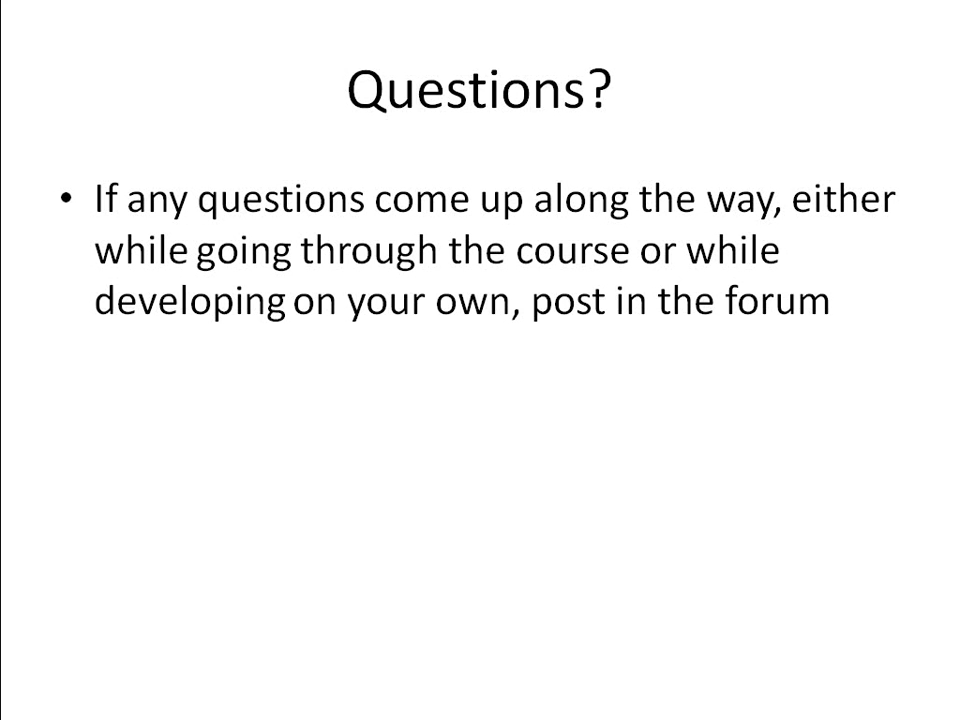 Questions?
• If any questions come up along the way, either
while going through the course or while
developing on your own, post in the forum